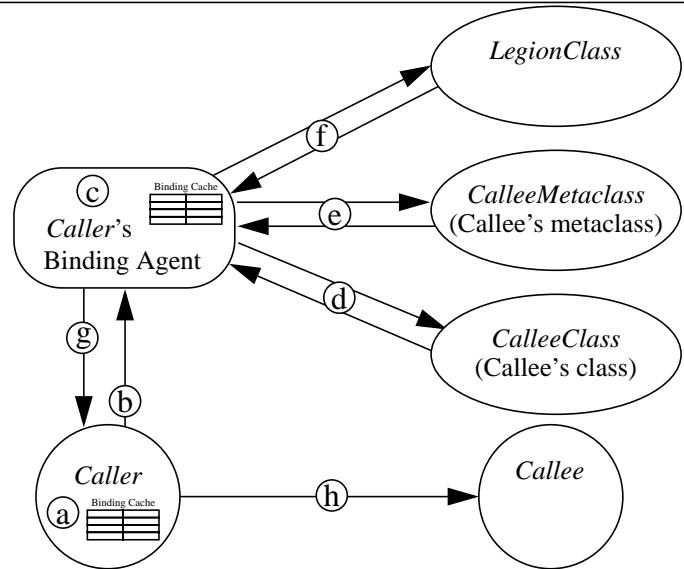 LegionClass
f
c
Binding Cache
Caller's
Binding Agent
e
CalleeMetaclass
(Callee's metaclass)
d
CalleeClass
(Callee's class)
g
b
Caller
a
Binding Cache
h
Callee